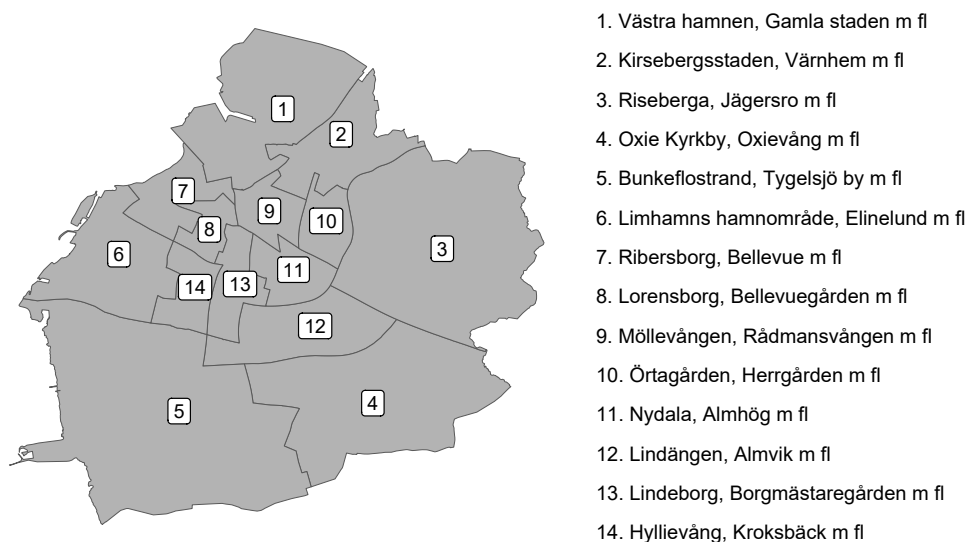 1
2
7
9
10
8
3
6
11
14
13
12
4
5
1. Västra hamnen, Gamla staden m fl
2. Kirsebergsstaden, Värnhem m fl
3. Riseberga, Jägersro m fl
4. Oxie Kyrkby, Oxievång m fl
5. Bunkeflostrand, Tygelsjö by m fl
6. Limhamns hamnområde, Elinelund m fl
7. Ribersborg, Bellevue m fl
8. Lorensborg, Bellevuegården m fl
9. Möllevången, Rådmansvången m fl
10. Örtagården, Herrgården m fl
11. Nydala, Almhög m fl
12. Lindängen, Almvik m fl
13. Lindeborg, Borgmästaregården m fl
14. Hyllievång, Kroksbäck m fl